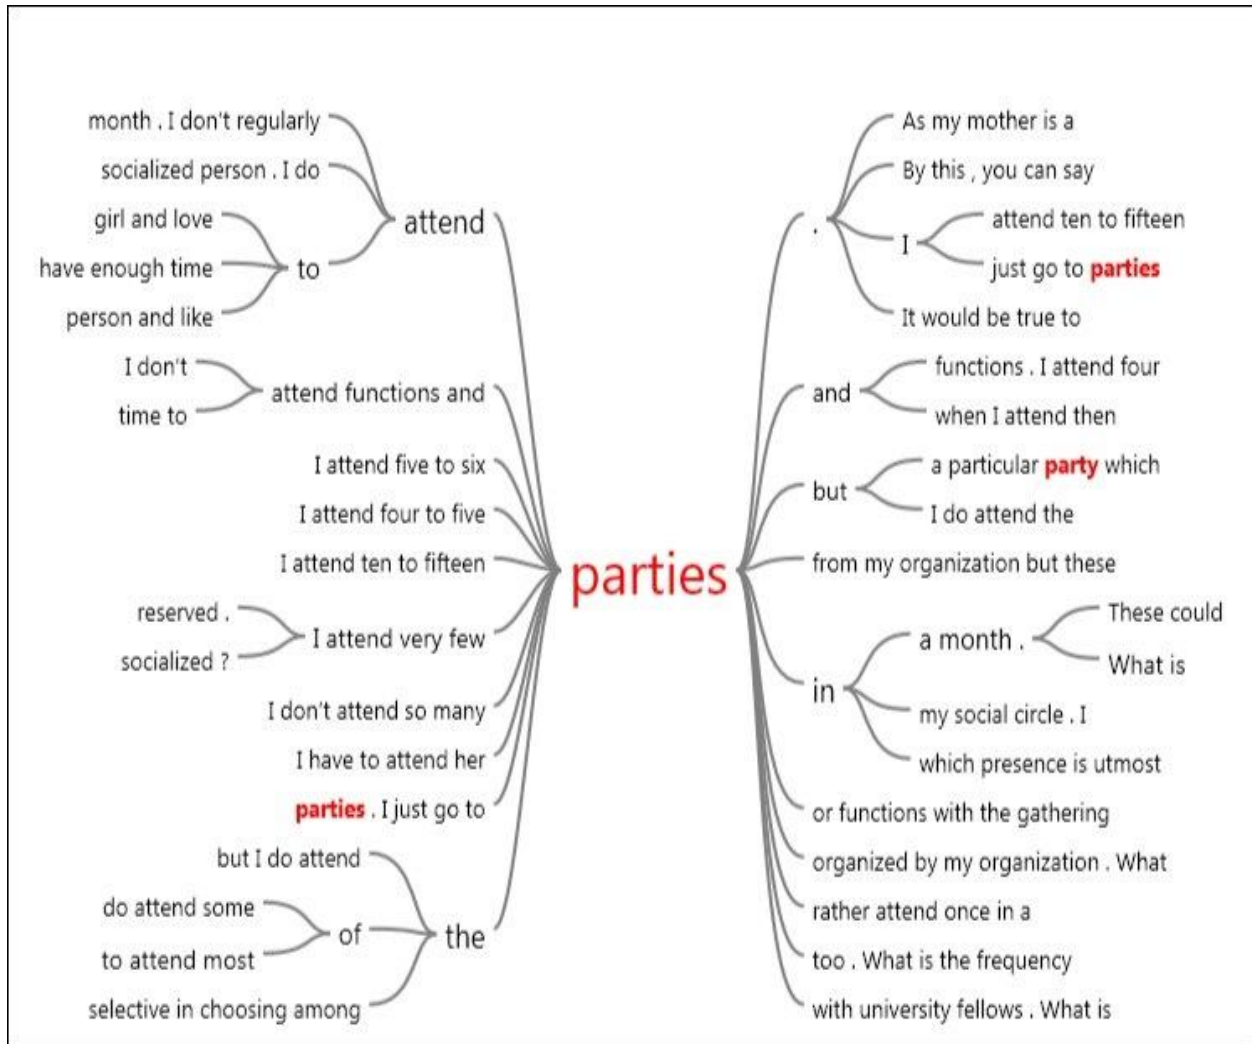 month . I don't regularly
socialized person . I do
girl and love
have enough time
person and like
to
attend
I don't
time to
attend functions and
I attend five to six
I attend four to five
I attend ten to fifteen
reserved .
socialized ?
I attend very few
I don't attend so many
I have to attend her
parties . I just go to
but I do attend
do attend some
to attend most
of
selective in choosing among
the
parties
.
As my mother is a
By this , you can say
I
attend ten to fifteen
just go to parties
It would be true to
and
functions . I attend four
when I attend then
but
a particular party which
I do attend the
from my organization but these
in
a month .
These could
What is
my social circle . I
which presence is utmost
or functions with the gathering
organized by my organization . What
rather attend once in a
too . What is the frequency
with university fellows . What is